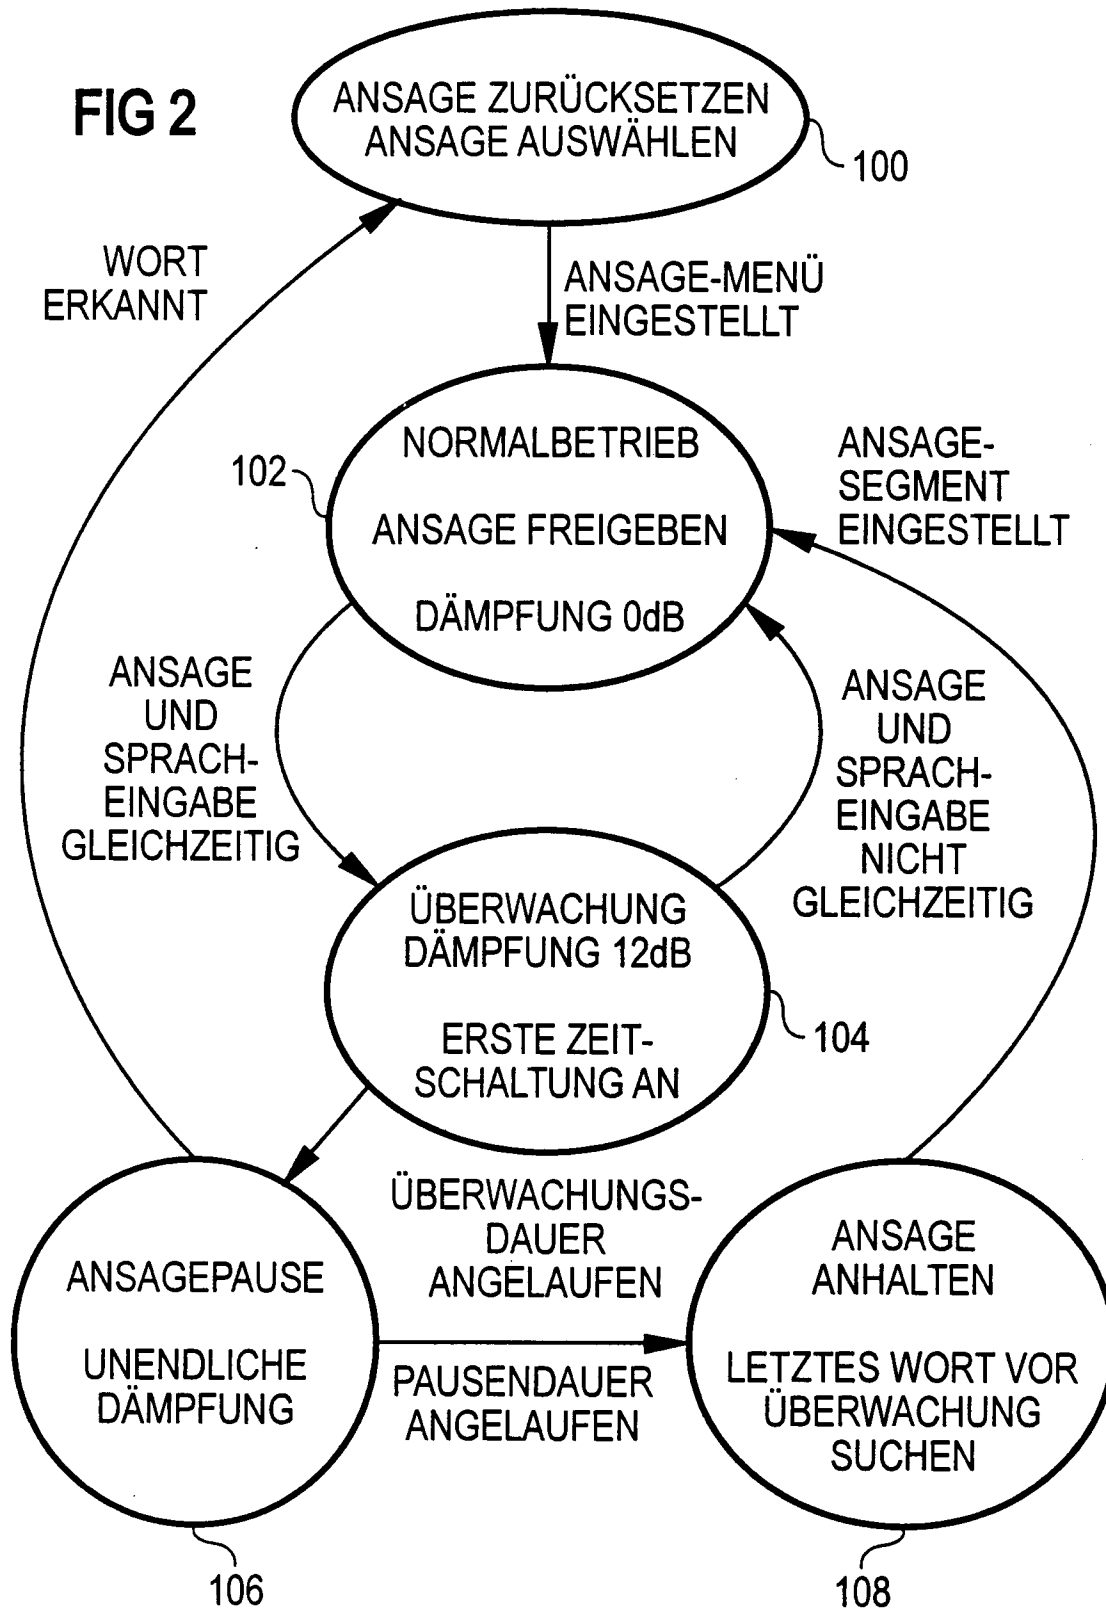 FIG 2
ANSAGE ZURÜCKSETZEN
ANSAGE AUSWÄHLEN
100
WORT
ERKANNT
ANSAGE-MENÜ
EINGESTELLT
NORMALBETRIEB
ANSAGE FREIGEBEN
DÄMPFUNG 0dB
102
ANSAGE-
SEGMENT
EINGESTELLT
ANSAGE
UND
SPRACH-
EINGABE
GLEICHZEITIG
ANSAGE
UND
SPRACH-
EINGABE
NICHT
GLEICHZEITIG
ÜBERWACHUNG
DÄMPFUNG 12dB
ERSTE ZEIT-
SCHALTUNG AN
104
ÜBERWACHUNGS-
DAUER
ANGELAUFEN
ANSAGEPAUSE
UNENDLICHE
DÄMPFUNG
PAUSENDAUER
ANGELAUFEN
ANSAGE
ANHALTEN
LETZTES WORT VOR
ÜBERWACHUNG
SUCHEN
106
108